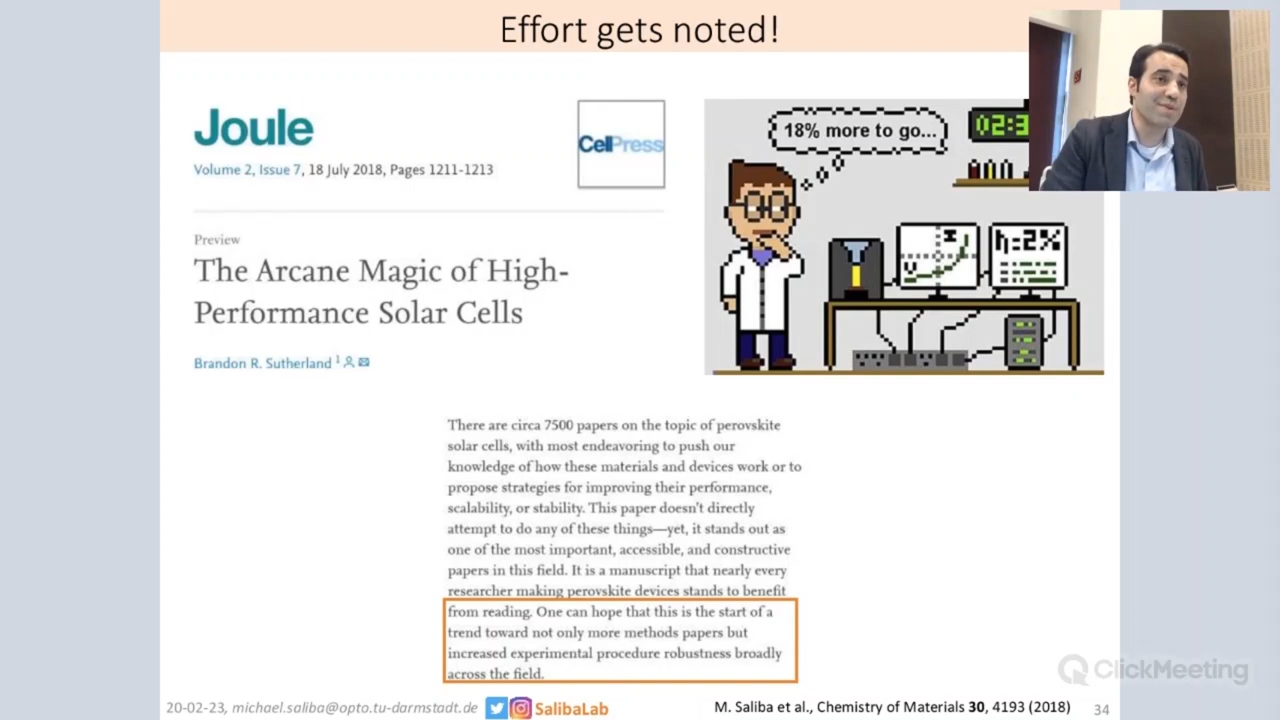 Effort gets noted!
Joule
Volume 2, Issue 7, 18 July 2018, Pages 1211-1213
CellPress
Preview
The Arcane Magic of High-
Performance Solar Cells
Brandon R. Sutherland 1
18% more to go...
02:3
I
V
η=2%
There are circa 7500 papers on the topic of perovskite
solar cells, with most endeavoring to push our
knowledge of how these materials and devices work or to
propose strategies for improving their performance,
scalability, or stability. This paper doesn't directly
attempt to do any of these things—yet, it stands out as
one of the most important, accessible, and constructive
papers in this field. It is a manuscript that nearly every
researcher making perovskite devices stands to benefit
from reading. One can hope that this is the start of a
trend toward not only more methods papers but
increased experimental procedure robustness broadly
across the field.
ClickMeeting
20-02-23, michael.saliba@opto.tu-darmstadt.de SalibaLab M. Saliba et al., Chemistry of Materials 30, 4193 (2018) 34